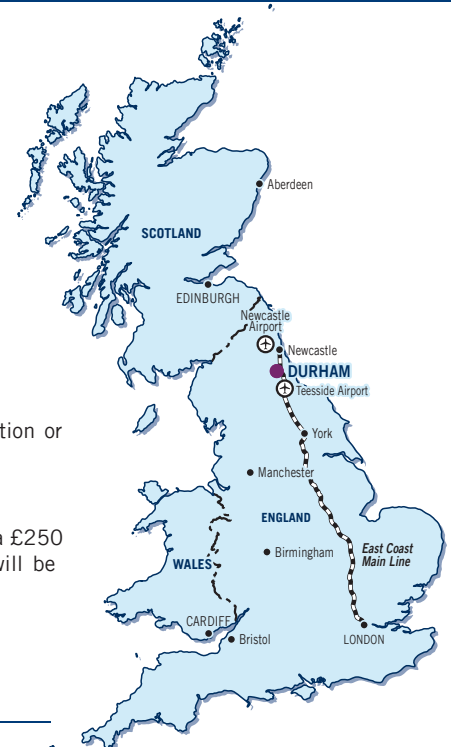 Aberdeen
SCOTLAND
EDINBURGH
Newcastle
Airport
Newcastle
DURHAM
Teesside Airport
tion or
York
Manchester
ENGLAND
a £250
will be
East Coast
Main Line
Birmingham
WALES
CARDIFF
Bristol
LONDON